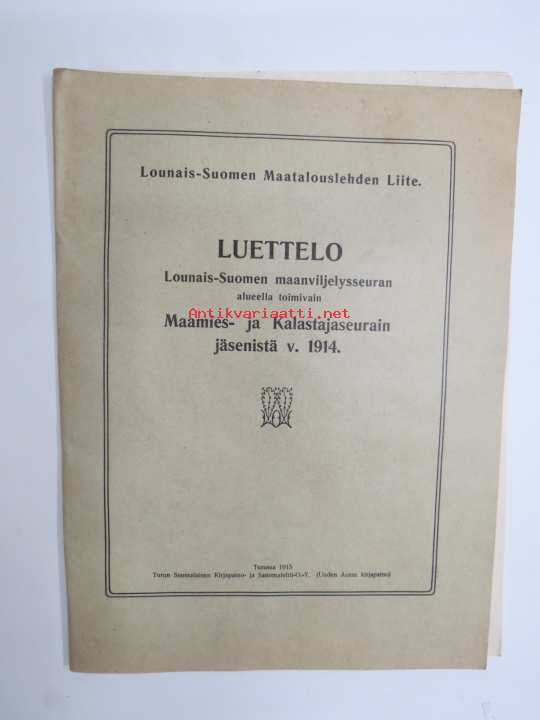 Lounais-Suomen Maatalouslehden Liite.
LUETTELO
Lounais-Suomen maanviljelysseuran
alueella toimivain
Antikvariaatti.net
Maamies- ja Kalastajaseurain
jäsenistä v. 1914.
Turussa 1915
Turun Suomalainen Kirjapaino- ja Sanomalehti-O.-Y. (Uuden Auran kirjapaino)